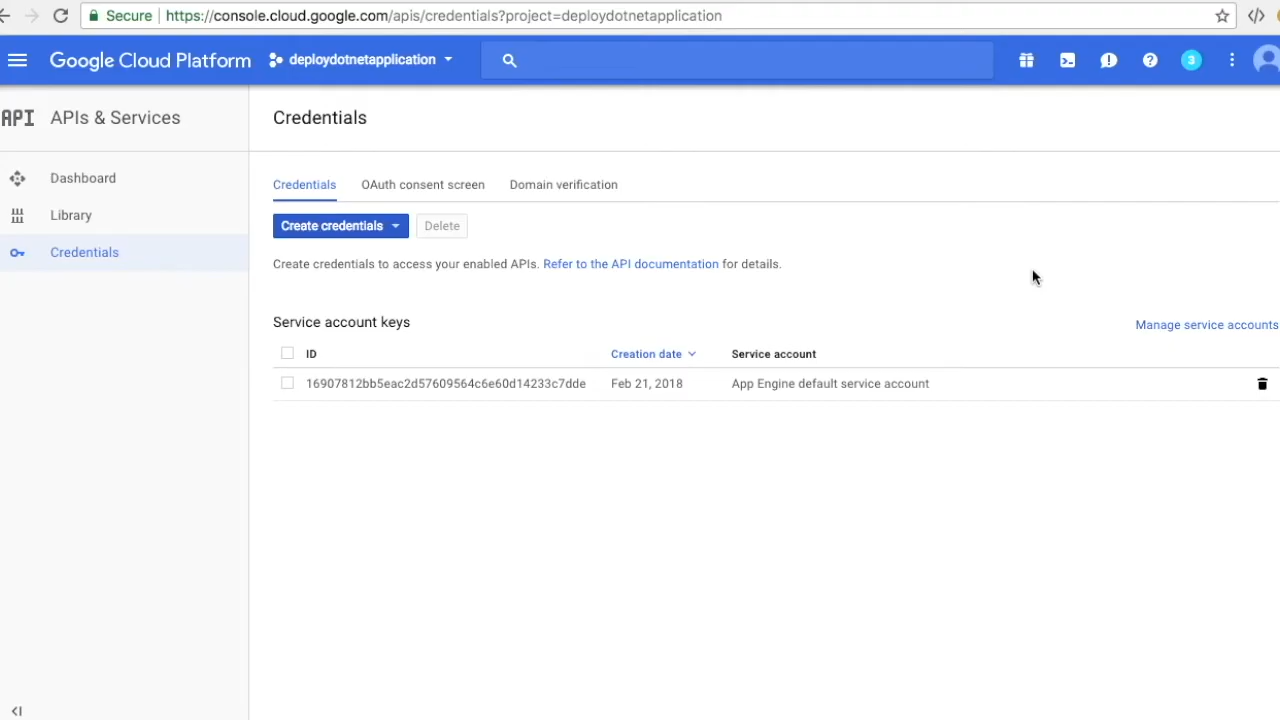 Secure https://console.cloud.google.com/apis/credentials?project=deploydotnetapplication
Google Cloud Platform deploydotnetapplication 3
API APIs & Services
Credentials
Dashboard
Library
Credentials
Credentials OAuth consent screen Domain verification
Create credentials Delete
Create credentials to access your enabled APIs. Refer to the API documentation for details.
Service account keys Manage service accounts
ID Creation date Service account
16907812bb5eac2d57609564c6e60d14233c7dde Feb 21, 2018 App Engine default service account